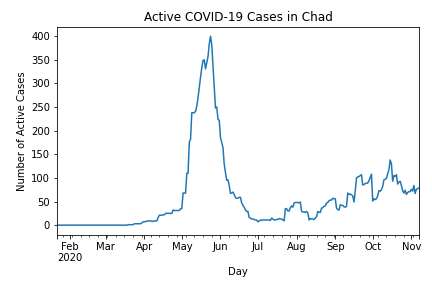 Active COVID-19 Cases in Chad
Number of Active Cases
400
350
300
250
200
150
100
50
0
Feb Mar Apr May Jun Jul Aug Sep Oct Nov
2020
Day